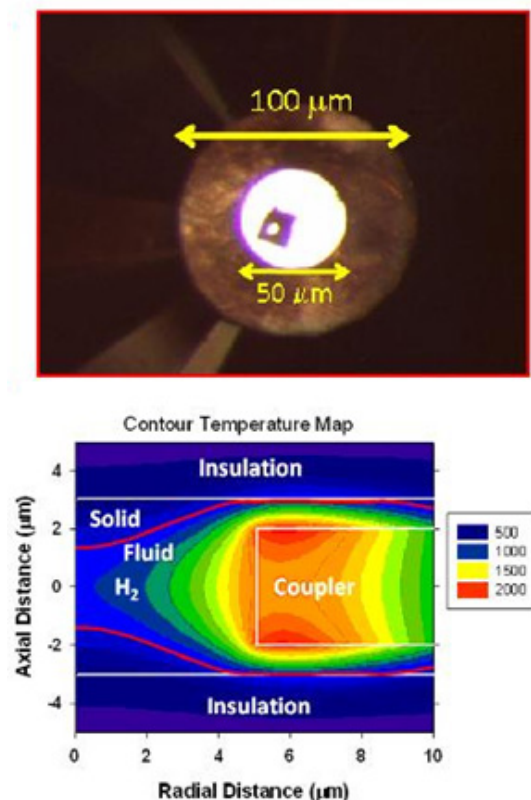 100 μm
50 μm
Contour Temperature Map
Insulation
Solid
Fluid
H₂
Coupler
Insulation
Axial Distance (μm)
4
2
0
-2
-4
0
2
4
6
8
10
Radial Distance (μm)
500
1000
1500
2000